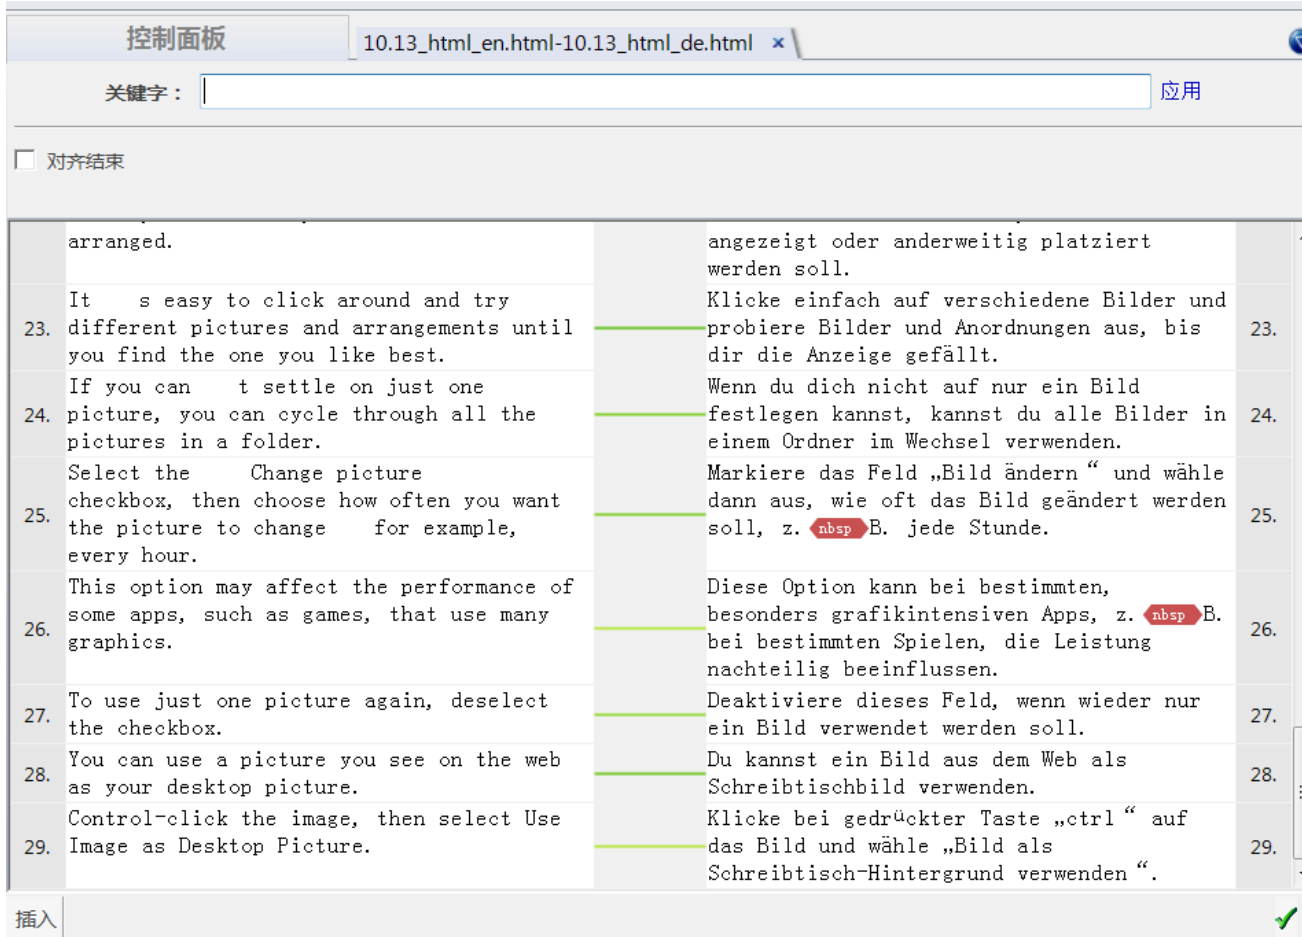 控制面板
10.13_html_en.html-10.13_html_de.html ×
关键字：
应用
对齐结束
arranged.
angezeigt oder anderweitig platziert
werden soll.
23.
It    s easy to click around and try
different pictures and arrangements until
you find the one you like best.
Klicke einfach auf verschiedene Bilder und
probiere Bilder und Anordnungen aus, bis
dir die Anzeige gefällt.
23.
24.
If you can    t settle on just one
picture, you can cycle through all the
pictures in a folder.
Wenn du dich nicht auf nur ein Bild
festlegen kannst, kannst du alle Bilder in
einem Ordner im Wechsel verwenden.
24.
25.
Select the    Change picture
checkbox, then choose how often you want
the picture to change    for example,
every hour.
Markiere das Feld „Bild ändern“ und wähle
dann aus, wie oft das Bild geändert werden
soll, z. nbsp B. jede Stunde.
25.
26.
This option may affect the performance of
some apps, such as games, that use many
graphics.
Diese Option kann bei bestimmten,
besonders grafikintensiven Apps, z. nbsp B.
bei bestimmten Spielen, die Leistung
nachteilig beeinflussen.
26.
27.
To use just one picture again, deselect
the checkbox.
Deaktiviere dieses Feld, wenn wieder nur
ein Bild verwendet werden soll.
27.
28.
You can use a picture you see on the web
as your desktop picture.
Du kannst ein Bild aus dem Web als
Schreibtischbild verwenden.
28.
29.
Control-click the image, then select Use
Image as Desktop Picture.
Klicke bei gedrückter Taste „ctrl“ auf
das Bild und wähle „Bild als
Schreibtisch-Hintergrund verwenden“.
29.
插入